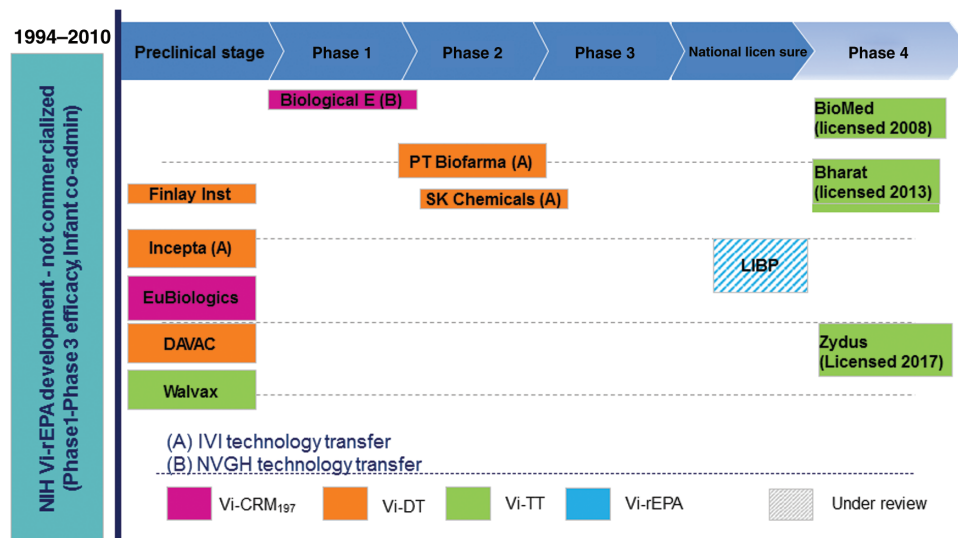 1994–2010
NIH Vi-rEPA development - not commercialized
(Phase1-Phase3 efficacy, Infant co-admin)
Preclinical stage
Phase 1
Phase 2
Phase 3
National licen sure
Phase 4
Biological E (B)
BioMed
(licensed 2008)
PT Biofarma (A)
Bharat
(licensed 2013)
Finlay Inst
SK Chemicals (A)
Incepta (A)
LIBP
EuBiologics
DAVAC
Zydus
(Licensed 2017)
Walvax
(A) IVI technology transfer
(B) NVGH technology transfer
Vi-CRM₁₉₇
Vi-DT
Vi-TT
Vi-rEPA
Under review